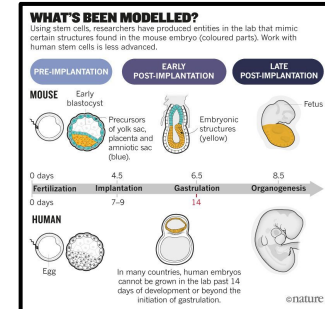 WHAT'S BEEN MODELLED?
Using stem cells, researchers have produced entities in the lab that mimic
certain structures found in the mouse embryo (coloured parts). Work with
human stem cells is less advanced.
PRE-IMPLANTATION
EARLY
POST-IMPLANTATION
LATE
POST-IMPLANTATION
MOUSE
Early
blastocyst
Precursors
of yolk sac,
placenta and
amniotic sac
(blue).
Embryonic
structures
(yellow)
Fetus
0 days 4.5 6.5 8.5
Fertilization Implantation Gastrulation Organogenesis
0 days 7–9 14
HUMAN
Egg
In many countries, human embryos
cannot be grown in the lab past 14
days of development or beyond the
initiation of gastrulation.
©nature